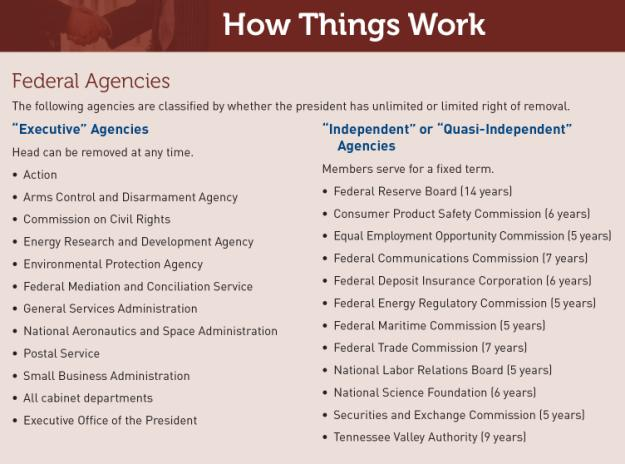 How Things Work
Federal Agencies
The following agencies are classified by whether the president has unlimited or limited right of removal.
“Executive” Agencies
Head can be removed at any time.
• Action
• Arms Control and Disarmament Agency
• Commission on Civil Rights
• Energy Research and Development Agency
• Environmental Protection Agency
• Federal Mediation and Conciliation Service
• General Services Administration
• National Aeronautics and Space Administration
• Postal Service
• Small Business Administration
• All cabinet departments
• Executive Office of the President
“Independent” or “Quasi-Independent”
Agencies
Members serve for a fixed term.
• Federal Reserve Board (14 years)
• Consumer Product Safety Commission (6 years)
• Equal Employment Opportunity Commission (5 years)
• Federal Communications Commission (7 years)
• Federal Deposit Insurance Corporation (6 years)
• Federal Energy Regulatory Commission (5 years)
• Federal Maritime Commission (5 years)
• Federal Trade Commission (7 years)
• National Labor Relations Board (5 years)
• National Science Foundation (6 years)
• Securities and Exchange Commission (5 years)
• Tennessee Valley Authority (9 years)